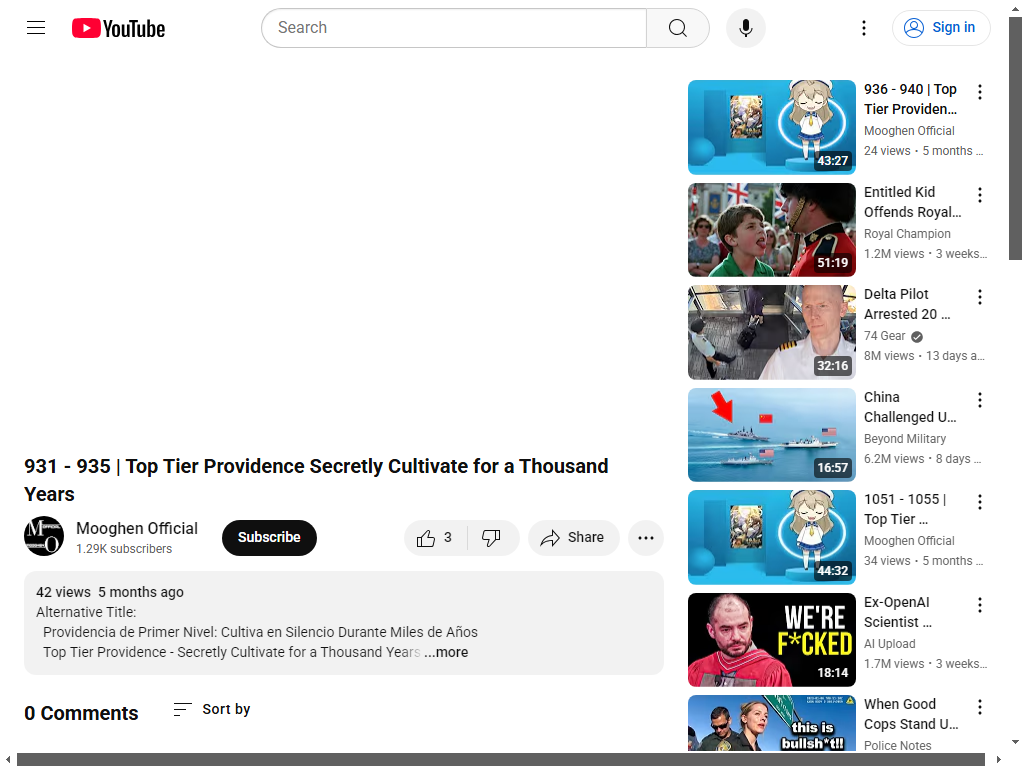 YouTube
Search
Sign in
931 - 935 | Top Tier Providence Secretly Cultivate for a Thousand
Years
Mooghen Official
1.29K subscribers
Subscribe
3
Share
42 views 5 months ago
Alternative Title:
Providencia de Primer Nivel: Cultiva en Silencio Durante Miles de Años
Top Tier Providence - Secretly Cultivate for a Thousand Years ...more
0 Comments
Sort by
43:27
936 - 940 | Top
Tier Providen...
Mooghen Official
24 views • 5 months ...
51:19
Entitled Kid
Offends Royal...
Royal Champion
1.2M views • 3 weeks...
32:16
Delta Pilot
Arrested 20 ...
74 Gear
8M views • 13 days a...
16:57
China
Challenged U...
Beyond Military
6.2M views • 8 days ...
44:32
1051 - 1055 |
Top Tier ...
Mooghen Official
34 views • 5 months ...
WE'RE
F*CKED
18:14
Ex-OpenAI
Scientist ...
AI Upload
1.7M views • 3 weeks...
this is
bullsh*t!!
When Good
Cops Stand U...
Police Notes